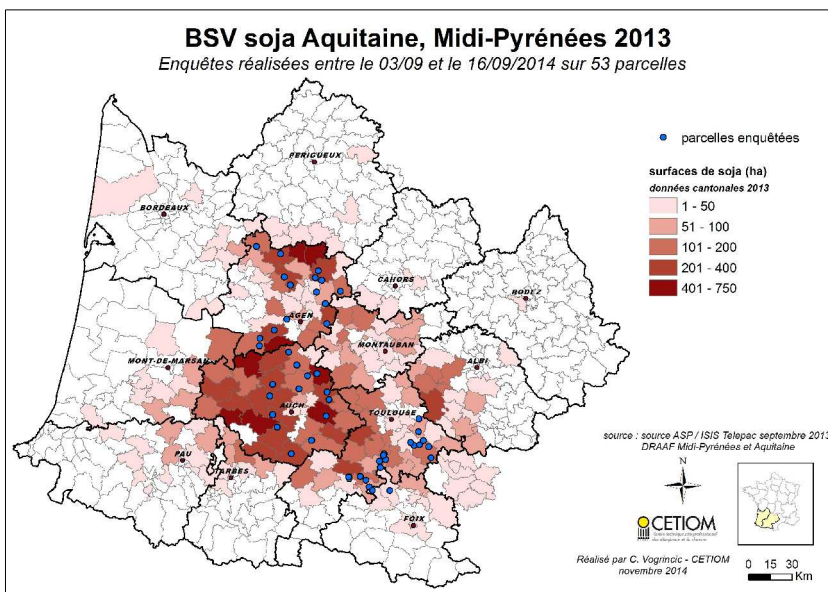 BSV soja Aquitaine, Midi-Pyrénées 2013
Enquêtes réalisées entre le 03/09 et le 16/09/2014 sur 53 parcelles
parcelles enquêtées
surfaces de soja (ha)
données cantonales 2013
1 - 50
51 - 100
101 - 200
201 - 400
401 - 750
PERIGUEUX
BORDEAUX
CAHORS
RODEZ
AGEN
MONTAUBAN
MONT-DE-MARSAN
ALBI
AUCH
TOULOUSE
PAU
TARBES
FOIX
source : source ASP / ISIS Telepac septembre 2013
DRAAF Midi-Pyrénées et Aquitaine
N
CETIOM
Réalisé par C. Vogrincic - CETIOM
novembre 2014
0 15 30
Km